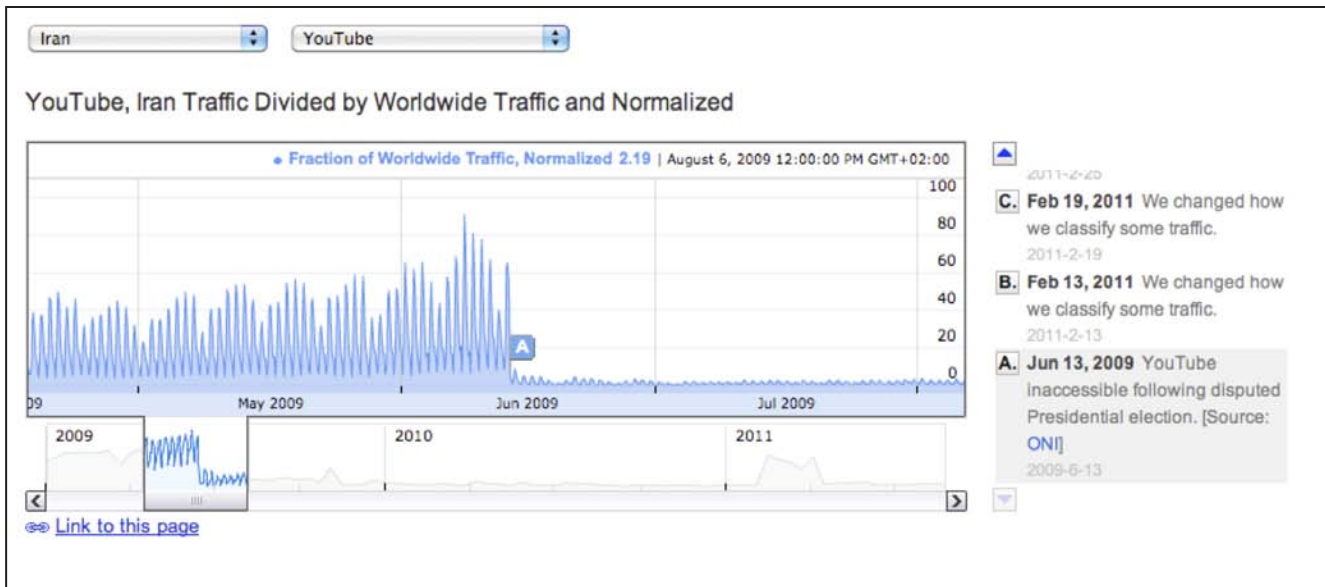 Iran YouTube
YouTube, Iran Traffic Divided by Worldwide Traffic and Normalized
Fraction of Worldwide Traffic, Normalized 2.19 | August 6, 2009 12:00:00 PM GMT+02:00
100
80
60
40
20
0
A
09 May 2009 Jun 2009 Jul 2009
2009 2010 2011
Link to this page
2011-2-25
C. Feb 19, 2011 We changed how
we classify some traffic.
2011-2-19
B. Feb 13, 2011 We changed how
we classify some traffic.
2011-2-13
A. Jun 13, 2009 YouTube
inaccessible following disputed
Presidential election. [Source:
ONI]
2009-6-13